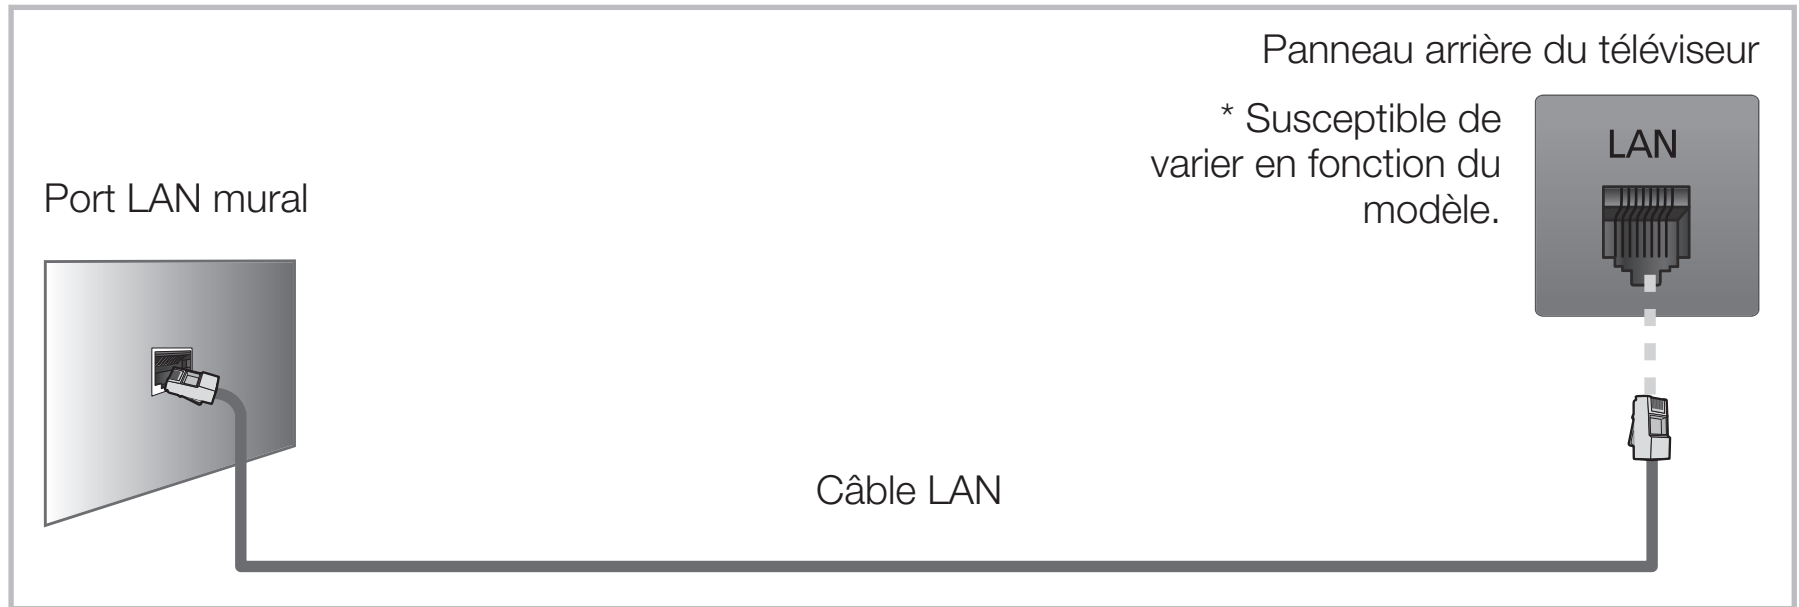 Panneau arrière du téléviseur
* Susceptible de
varier en fonction du
modèle.
LAN
Port LAN mural
Câble LAN